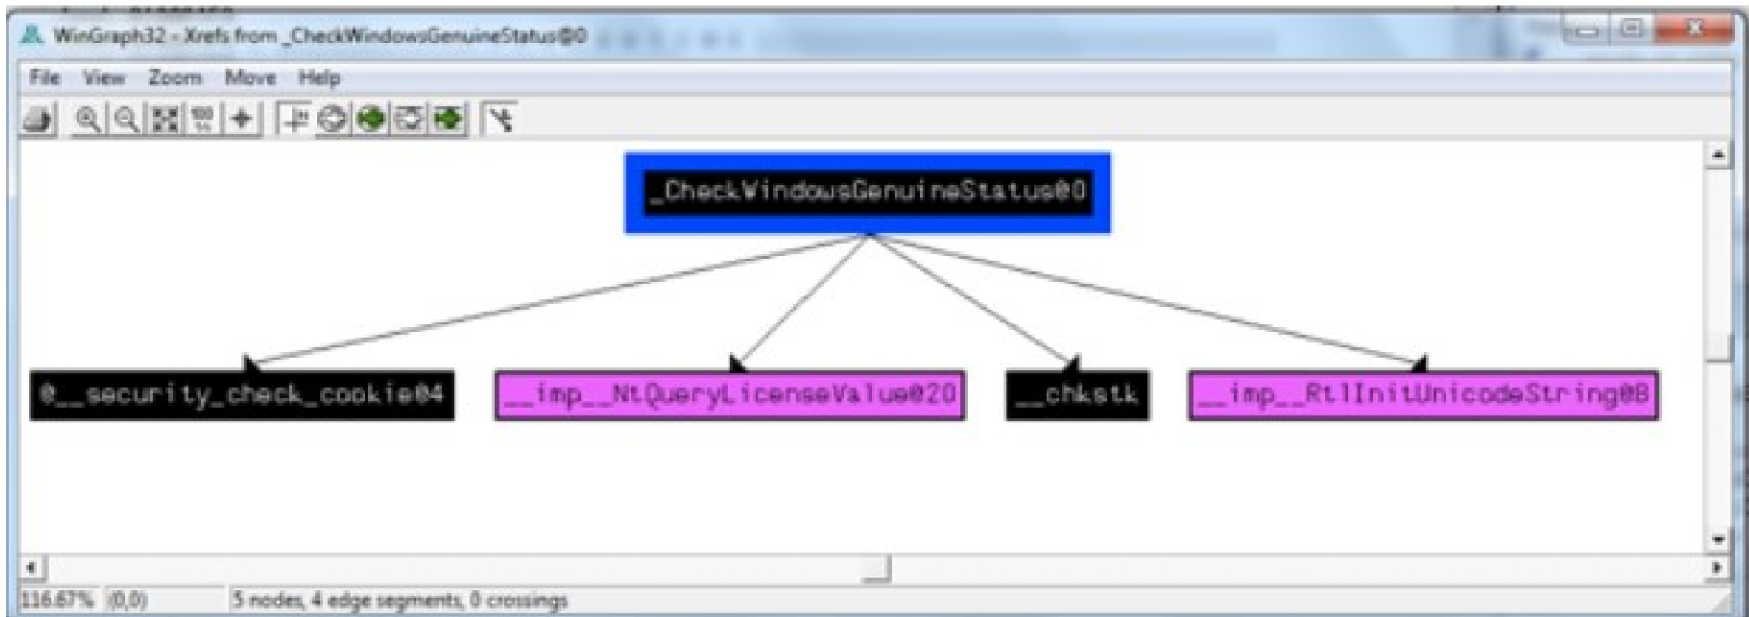 WinGraph32 - Xrefs from _CheckWindowsGenuineStatus@0
File View Zoom Move Help
100
_CheckWindowsGenuineStatus@0
@__security_check_cookie@4
__imp__NtQueryLicenseValue@20
__chkstk
__imp__RtlInitUnicodeString@8
116.67% (0,0) 5 nodes, 4 edge segments, 0 crossings